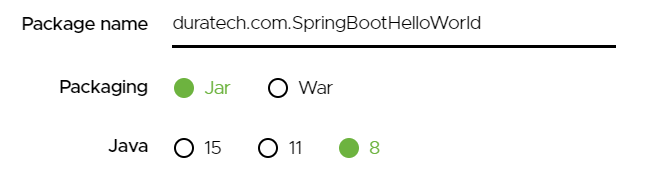 Package name duratech.com.SpringBootHelloWorld
Packaging Jar War
Java 15 11 8